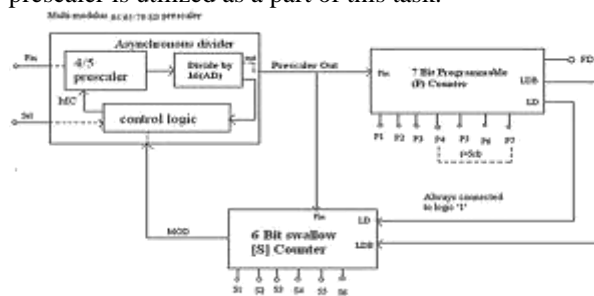 prescaler is utilized as a part of this task.
Multi modulus
prescaler
Asynchronous divider
Fin
4/5
prescaler
Divide by
16(AD)
Prescaler Out
MC
Sel
control logic
Fin
7 Bit Programmable
(P) Counter
FD
LDB
LD
P1 P2 P3 P4 P5 P6 P7
Always connected
to logic '1'
MOD
Fin
6 Bit swallow
[S] Counter
LD
LDB
S1 S2 S3 S4 S5 S6